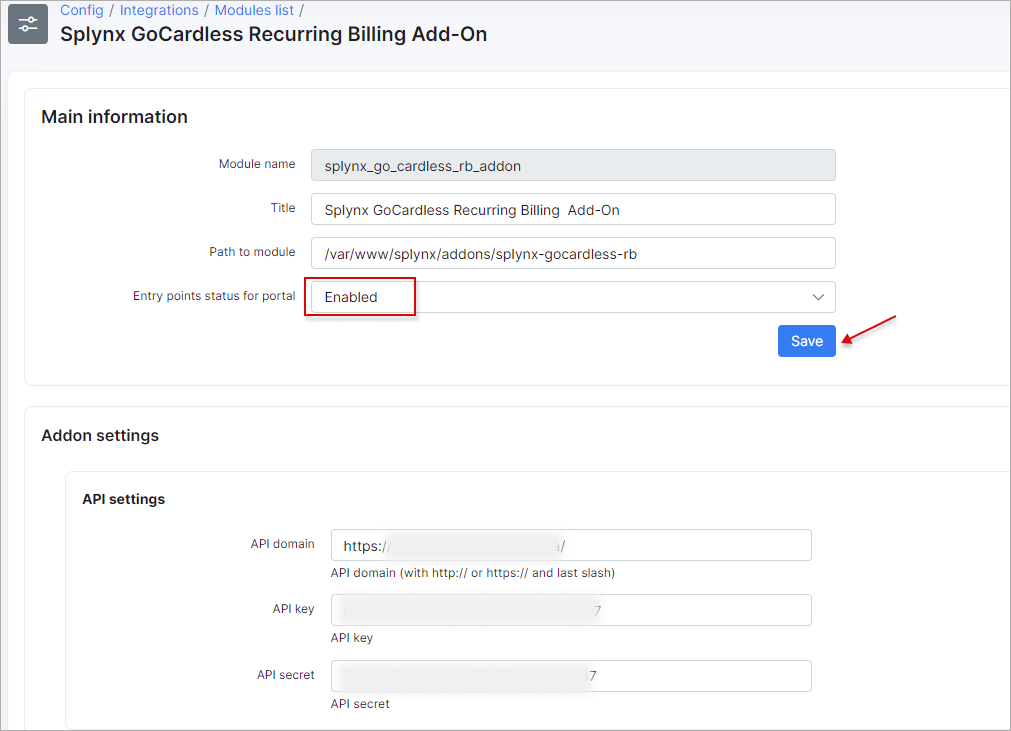 Config / Integrations / Modules list /
Splynx GoCardless Recurring Billing Add-On
Main information
Module name splynx_go_cardless_rb_addon
Title Splynx GoCardless Recurring Billing  Add-On
Path to module /var/www/splynx/addons/splynx-gocardless-rb
Entry points status for portal Enabled
Save
Addon settings
API settings
API domain https:/ /
API domain (with http:// or https:// and last slash)
API key 7
API key
API secret 7
API secret